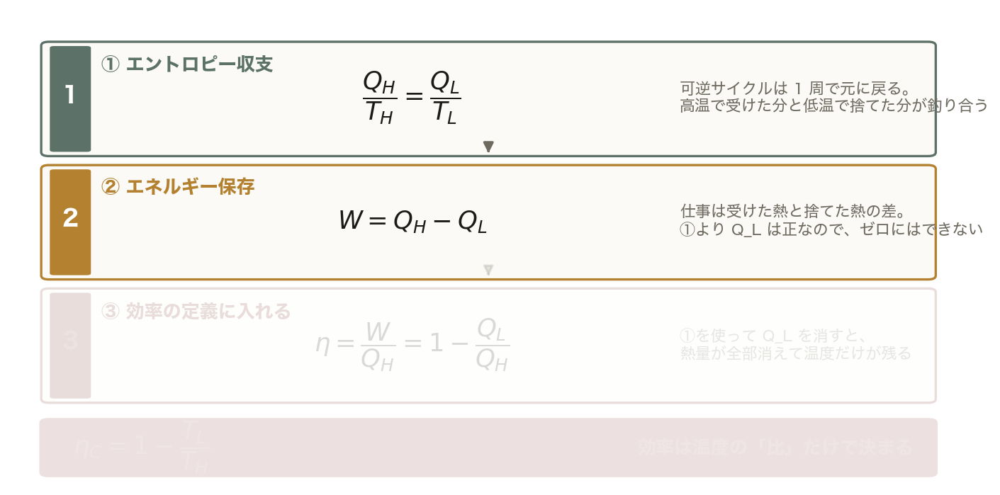 1
① エントロピー収支
Q_H / T_H = Q_L / T_L
可逆サイクルは 1 周で元に戻る。
高温で受けた分と低温で捨てた分が釣り合う
2
② エネルギー保存
W = Q_H − Q_L
仕事は受けた熱と捨てた熱の差。
①より Q_L は正なので、ゼロにはできない
3
③ 効率の定義に入れる
η = W / Q_H = 1 − Q_L / Q_H
①を使って Q_L を消すと、
熱量が全部消えて温度だけが残る
η_C = 1 − T_L / T_H
効率は温度の「比」だけで決まる